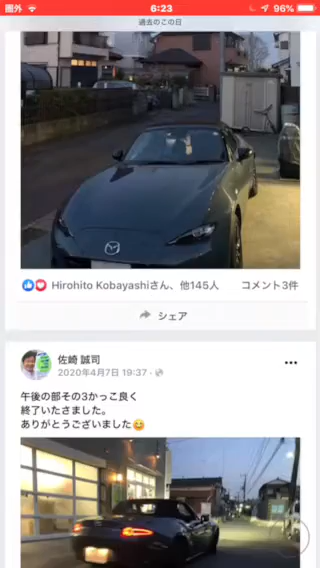 圏外 6:23 96%
過去のこの日
Hirohito Kobayashiさん、他145人 コメント3件
シェア
佐崎 誠司
2020年4月7日 19:37
午後の部その3かっこ良く
終了いたさました。
ありがとうございました😄